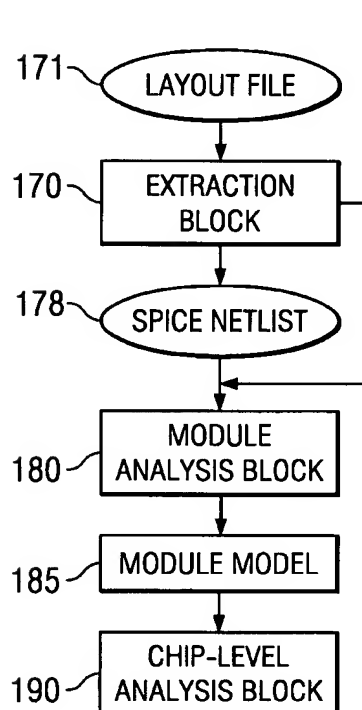 171
LAYOUT FILE
170
EXTRACTION
BLOCK
178
SPICE NETLIST
MODULE
180
ANALYSIS BLOCK
185
MODULE MODEL
CHIP-LEVEL
190
ANALYSIS BLOCK